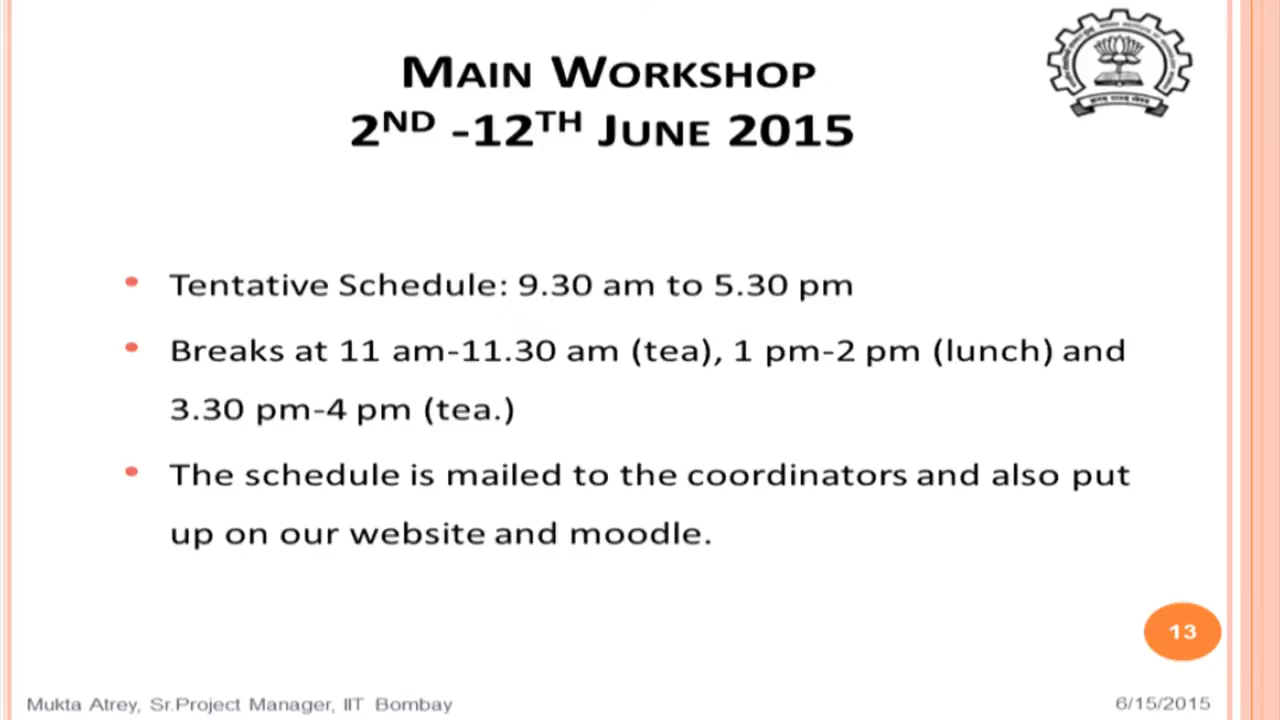 MAIN WORKSHOP
2ND -12TH JUNE 2015
• Tentative Schedule: 9.30 am to 5.30 pm
• Breaks at 11 am-11.30 am (tea), 1 pm-2 pm (lunch) and
3.30 pm-4 pm (tea.)
• The schedule is mailed to the coordinators and also put
up on our website and moodle.
13
Mukta Atrey, Sr.Project Manager, IIT Bombay
6/15/2015